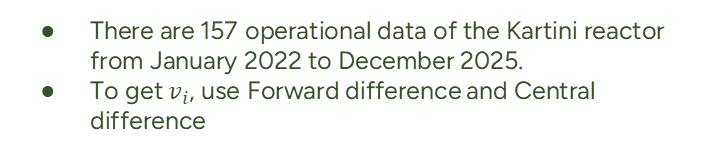 ● There are 157 operational data of the Kartini reactor
from January 2022 to December 2025.
● To get 𝑣ᵢ, use Forward difference and Central
difference